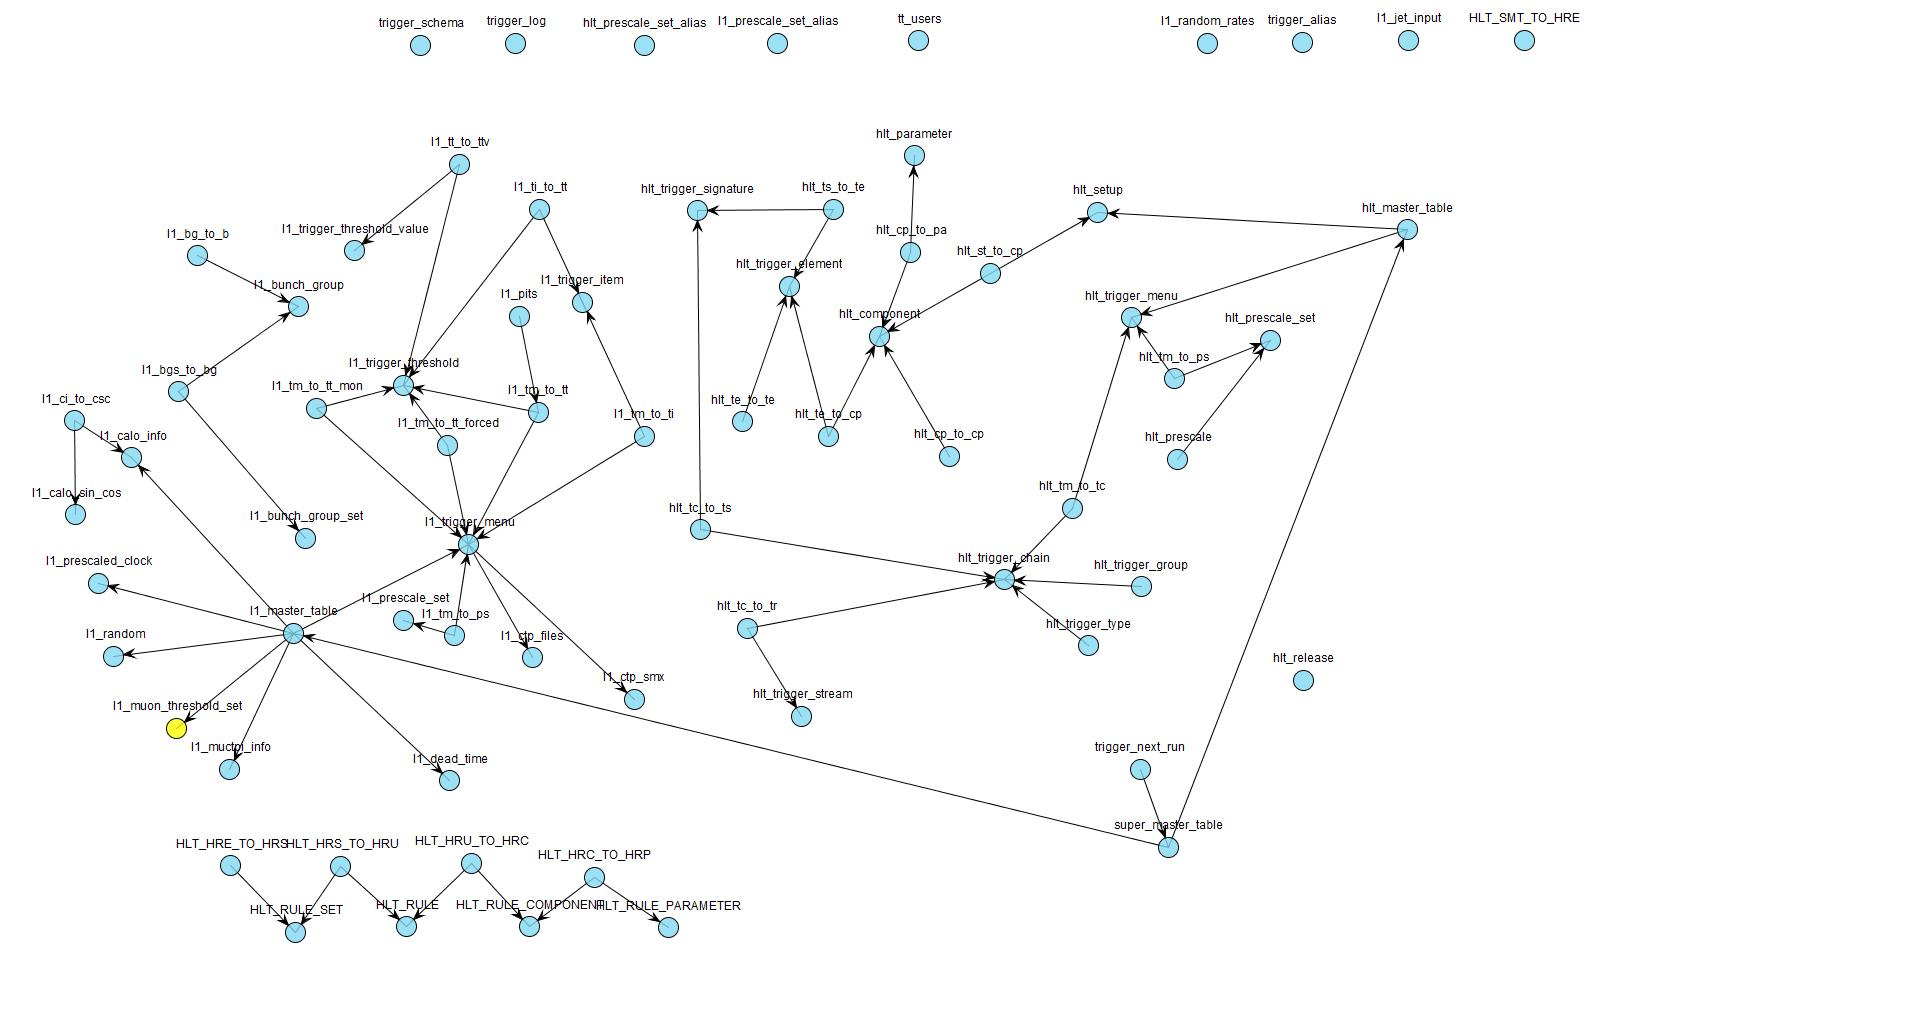 trigger_schema
trigger_log
hlt_prescale_set_alias
l1_prescale_set_alias
tt_users
l1_random_rates
trigger_alias
l1_jet_input
HLT_SMT_TO_HRE
hlt_parameter
l1_tt_to_ttv
l1_ti_to_tt
hlt_trigger_signature
hlt_ts_to_te
hlt_setup
hlt_master_table
l1_bg_to_b
l1_trigger_threshold_value
hlt_cp_to_pa
hlt_st_to_cp
hlt_trigger_element
l1_trigger_item
l1_bunch_group
l1_pits
hlt_trigger_menu
hlt_component
hlt_prescale_set
hlt_tm_to_ps
l1_trigger_threshold
l1_bgs_to_bg
l1_tm_to_tt_mon
l1_tm_to_tt
l1_ci_to_csc
hlt_te_to_te
hlt_te_to_cp
l1_tm_to_ti
l1_tm_to_tt_forced
hlt_cp_to_cp
l1_calo_info
hlt_prescale
hlt_tm_to_tc
l1_calo_sin_cos
hlt_tc_to_ts
l1_bunch_group_set
l1_trigger_menu
l1_prescaled_clock
hlt_trigger_chain
hlt_trigger_group
l1_prescale_set
l1_master_table
l1_tm_to_ps
hlt_tc_to_tr
hlt_trigger_type
l1_random
l1_ctp_files
hlt_release
l1_ctp_smx
hlt_trigger_stream
l1_muon_threshold_set
l1_muctpi_info
trigger_next_run
l1_dead_time
super_master_table
HLT_HRE_TO_HRS
HLT_HRS_TO_HRU
HLT_HRU_TO_HRC
HLT_HRC_TO_HRP
HLT_RULE_SET
HLT_RULE
HLT_RULE_COMPONENT
HLT_RULE_PARAMETER